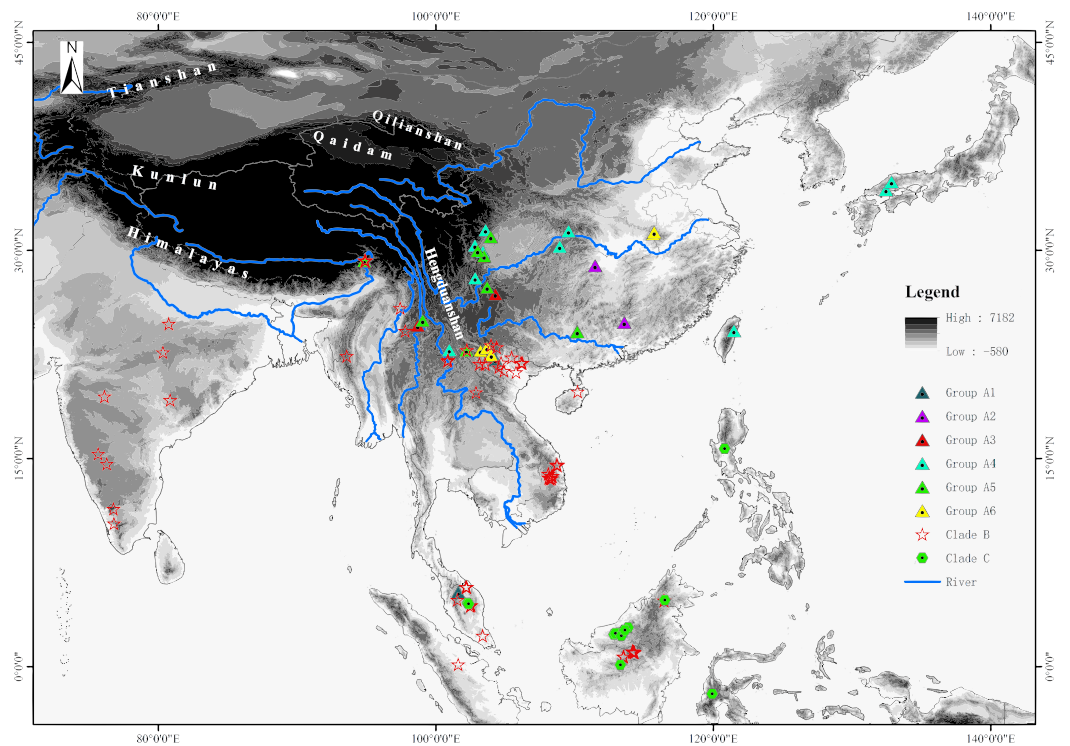 80°0'0"E 100°0'0"E 120°0'0"E 140°0'0"E
45°0'0"N
45°0'0"N
N
Tianshan
Qilianshan
Qaidam
Kunlun
Himalayas
Hengduanshan
30°0'0"N
30°0'0"N
15°0'0"N
15°0'0"N
0°0'0"
0°0'0"
Legend
High : 7182
Low : -580
Group A1
Group A2
Group A3
Group A4
Group A5
Group A6
Clade B
Clade C
River
80°0'0"E 100°0'0"E 120°0'0"E 140°0'0"E